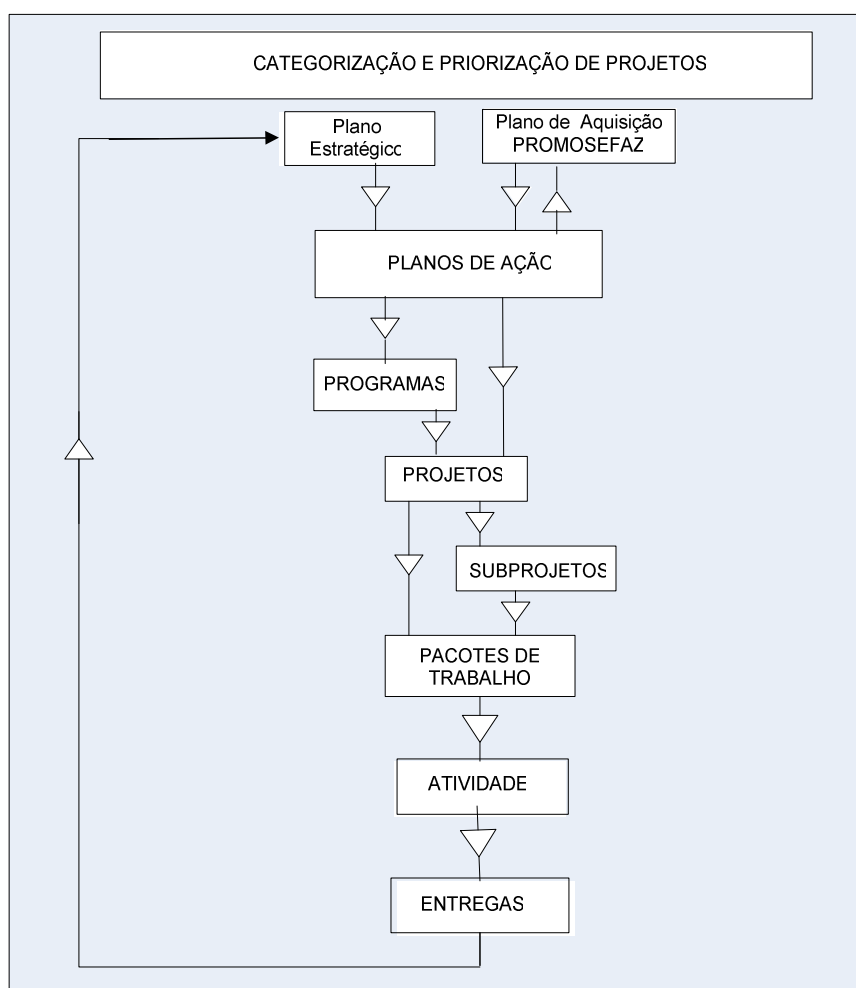 CATEGORIZAÇÃO E PRIORIZAÇÃO DE PROJETOS
Plano
Estratégico
Plano de Aquisição
PROMOSEFAZ
PLANOS DE AÇÃO
PROGRAMAS
PROJETOS
SUBPROJETOS
PACOTES DE
TRABALHO
ATIVIDADE
ENTREGAS